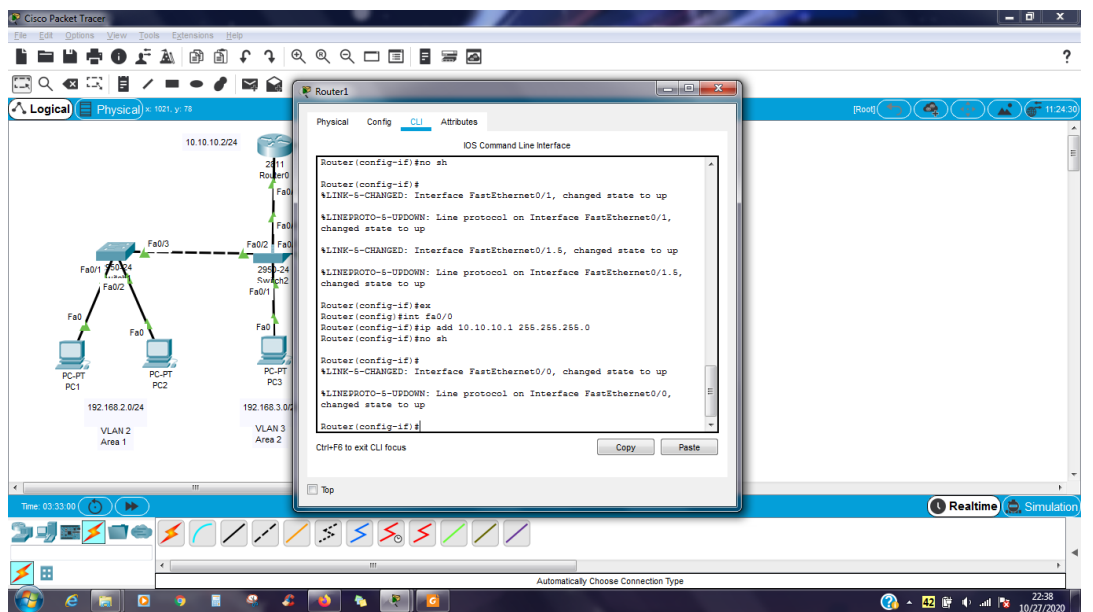 Cisco Packet Tracer
File Edit Options View Tools Extensions Help
Logical
Physical
x: 1021, y: 78
[Root]
11:24:30
10.10.10.2/24
2811
Router0
Fa0/3
Fa0/2
Fa0/1
Fa0/2
2950-24
Switch2
Fa0/1
Fa0
Fa0
Fa0
PC-PT
PC1
PC-PT
PC2
PC-PT
PC3
192.168.2.0/24
192.168.3.0/2
VLAN 2
Area 1
VLAN 3
Area 2
Router1
Physical Config CLI Attributes
IOS Command Line Interface
Router(config-if)#no sh
Router(config-if)#
%LINK-5-CHANGED: Interface FastEthernet0/1, changed state to up
%LINEPROTO-5-UPDOWN: Line protocol on Interface FastEthernet0/1,
changed state to up
%LINK-5-CHANGED: Interface FastEthernet0/1.5, changed state to up
%LINEPROTO-5-UPDOWN: Line protocol on Interface FastEthernet0/1.5,
changed state to up
Router(config-if)#ex
Router(config)#int fa0/0
Router(config-if)#ip add 10.10.10.1 255.255.255.0
Router(config-if)#no sh
Router(config-if)#
%LINK-5-CHANGED: Interface FastEthernet0/0, changed state to up
%LINEPROTO-5-UPDOWN: Line protocol on Interface FastEthernet0/0,
changed state to up
Router(config-if)#
Ctrl+F6 to exit CLI focus
Copy
Paste
Top
Time: 03:33:00
Realtime
Simulation
Automatically Choose Connection Type
42
22:38
10/27/2020